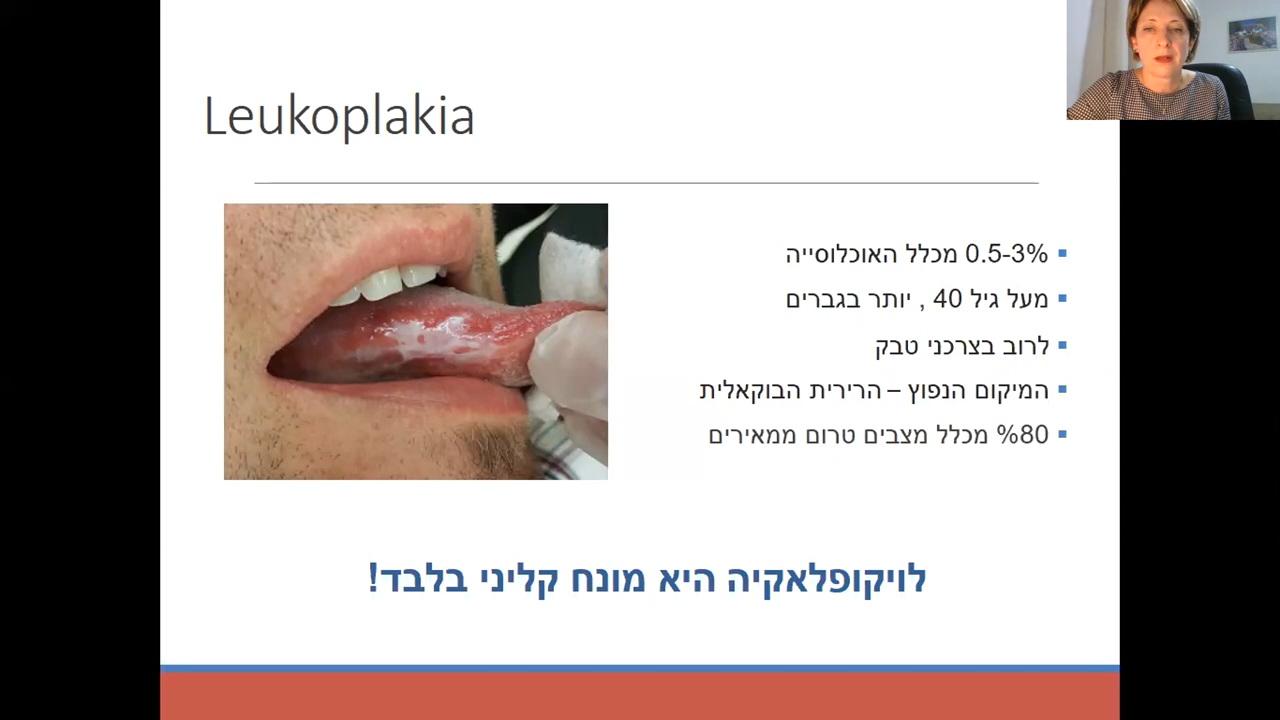 Leukoplakia
0.5-3% מכלל האוכלוסייה
מעל גיל 40 , יותר בגברים
לרוב בצרכני טבק
המיקום הנפוץ – הרירית הבוקאלית
%80 מכלל מצבים טרום ממאירים
לויקופלאקיה היא מונח קליני בלבד!